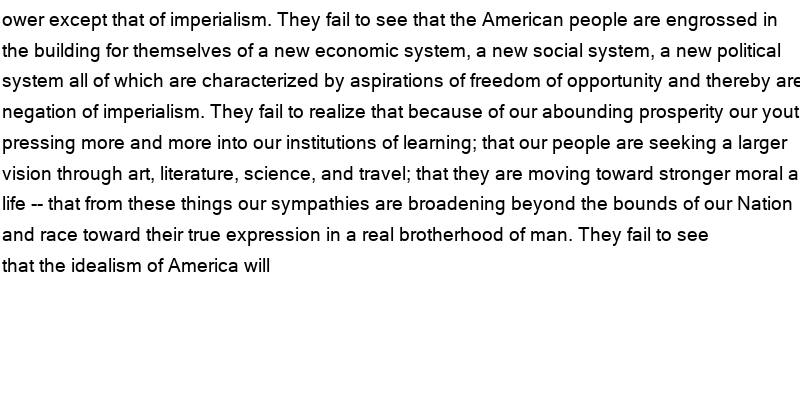 ower except that of imperialism. They fail to see that the American people are engrossed in
the building for themselves of a new economic system, a new social system, a new political
system all of which are characterized by aspirations of freedom of opportunity and thereby are
negation of imperialism. They fail to realize that because of our abounding prosperity our yout
pressing more and more into our institutions of learning; that our people are seeking a larger
vision through art, literature, science, and travel; that they are moving toward stronger moral a
life -- that from these things our sympathies are broadening beyond the bounds of our Nation
and race toward their true expression in a real brotherhood of man. They fail to see
that the idealism of America will